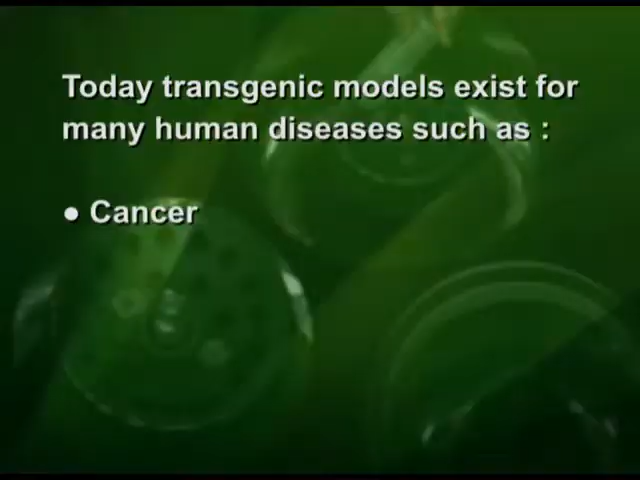 Today transgenic models exist for
many human diseases such as :
● Cancer